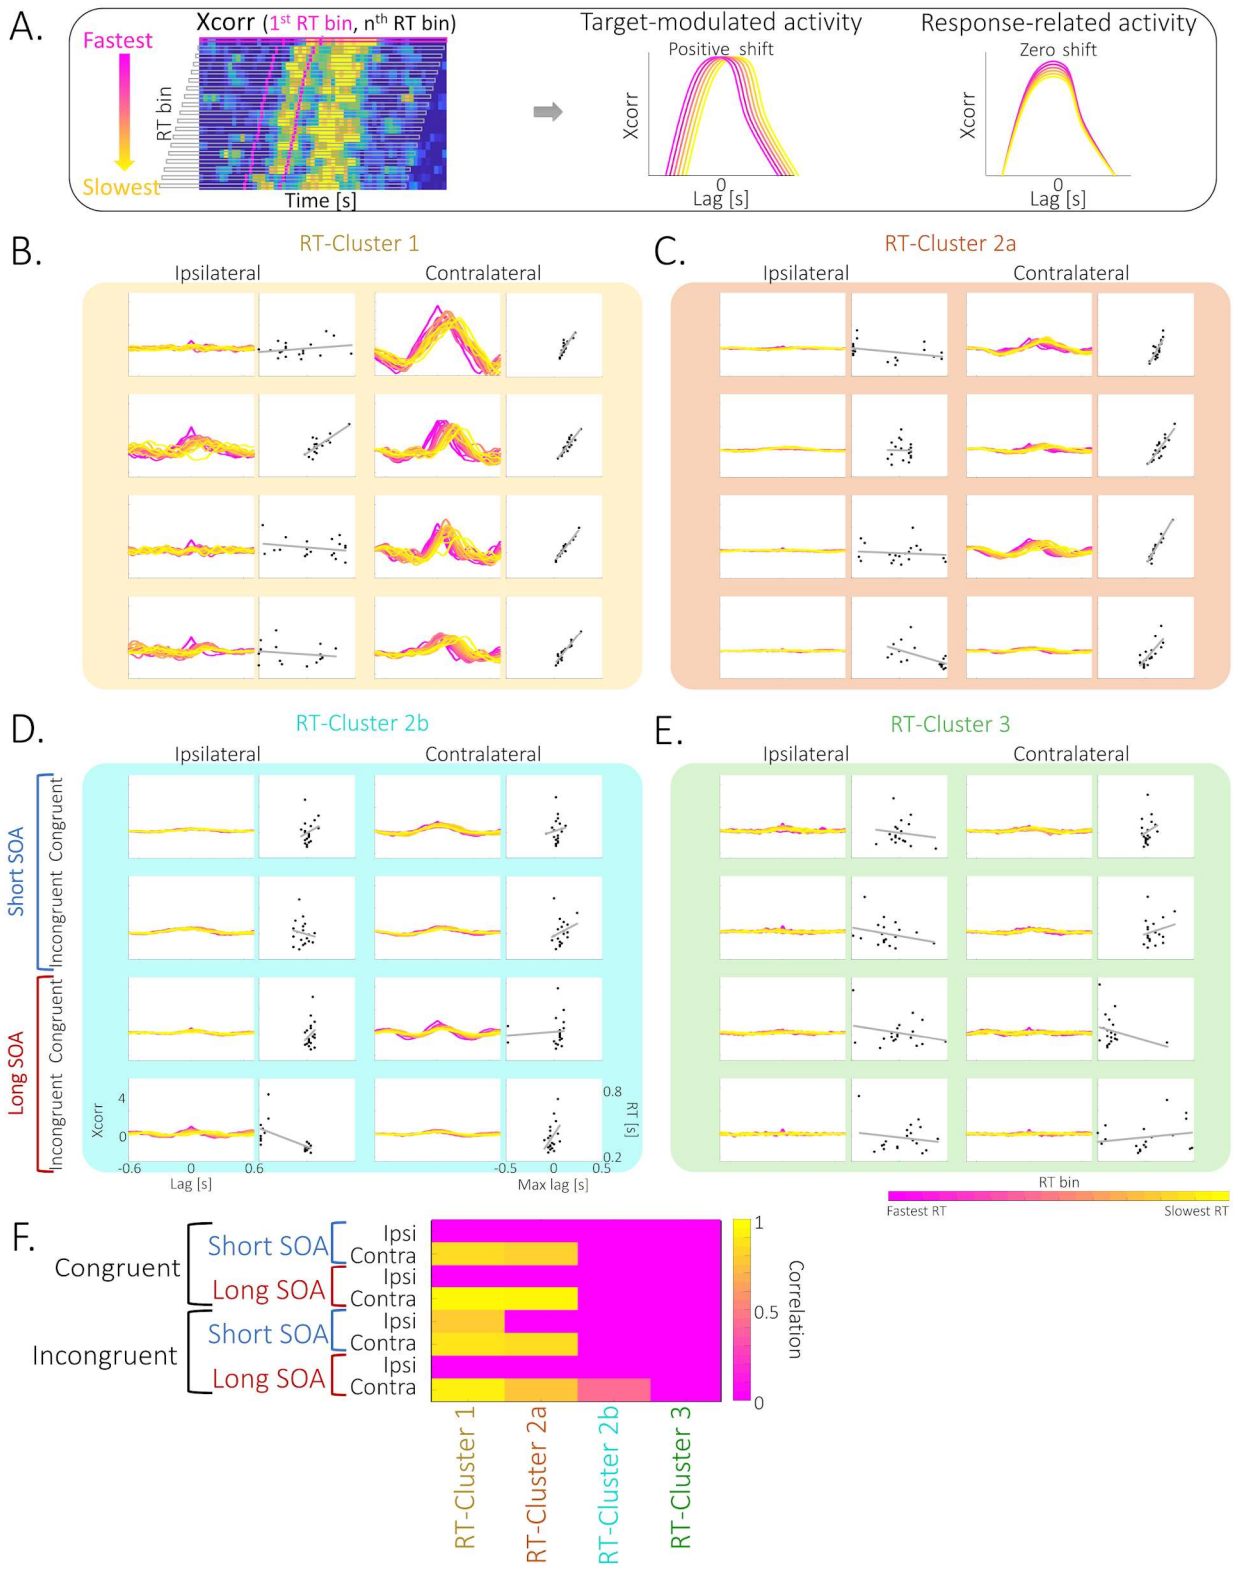 A.
Fastest
Slowest
RT bin
Xcorr (1st RT bin, nth RT bin)
Time [s]
Target-modulated activity
Positive shift
Xcorr
0
Lag [s]
Response-related activity
Zero shift
Xcorr
0
Lag [s]
B.
RT-Cluster 1
Ipsilateral
Contralateral
C.
RT-Cluster 2a
Ipsilateral
Contralateral
D.
RT-Cluster 2b
Ipsilateral
Contralateral
Short SOA
Congruent
Incongruent
Long SOA
Congruent
Incongruent
Xcorr
4
0
-0.6 0 0.6
Lag [s]
0.8
RT [s]
0.2
-0.5 0 0.5
Max lag [s]
E.
RT-Cluster 3
Ipsilateral
Contralateral
RT bin
Fastest RT
Slowest RT
F.
Congruent
Short SOA
Ipsi
Contra
Long SOA
Ipsi
Contra
Incongruent
Short SOA
Ipsi
Contra
Long SOA
Ipsi
Contra
RT-Cluster 1
RT-Cluster 2a
RT-Cluster 2b
RT-Cluster 3
1
0.5
0
Correlation